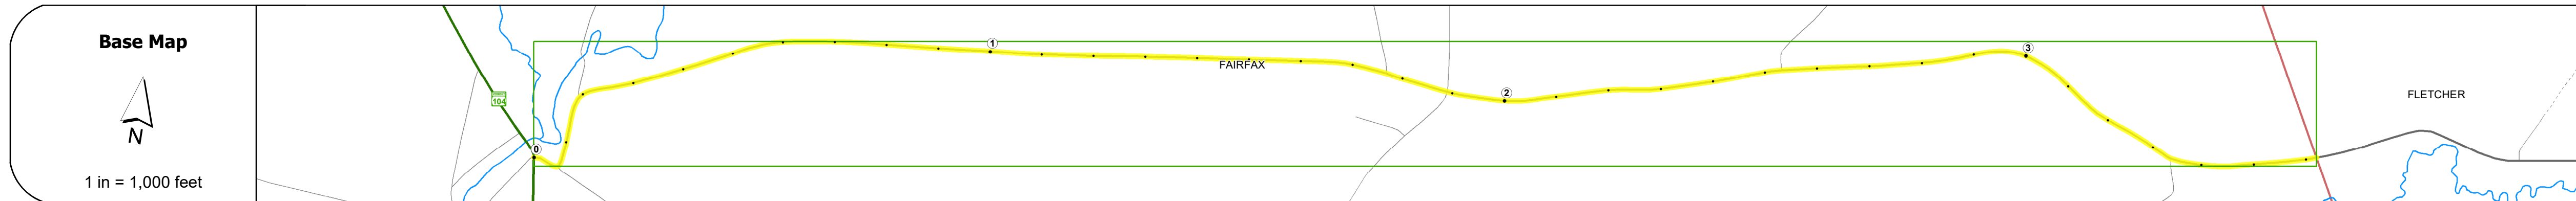 Base Map
N
1 in = 1,000 feet
104
0
1
FAIRFAX
2
3
FLETCHER